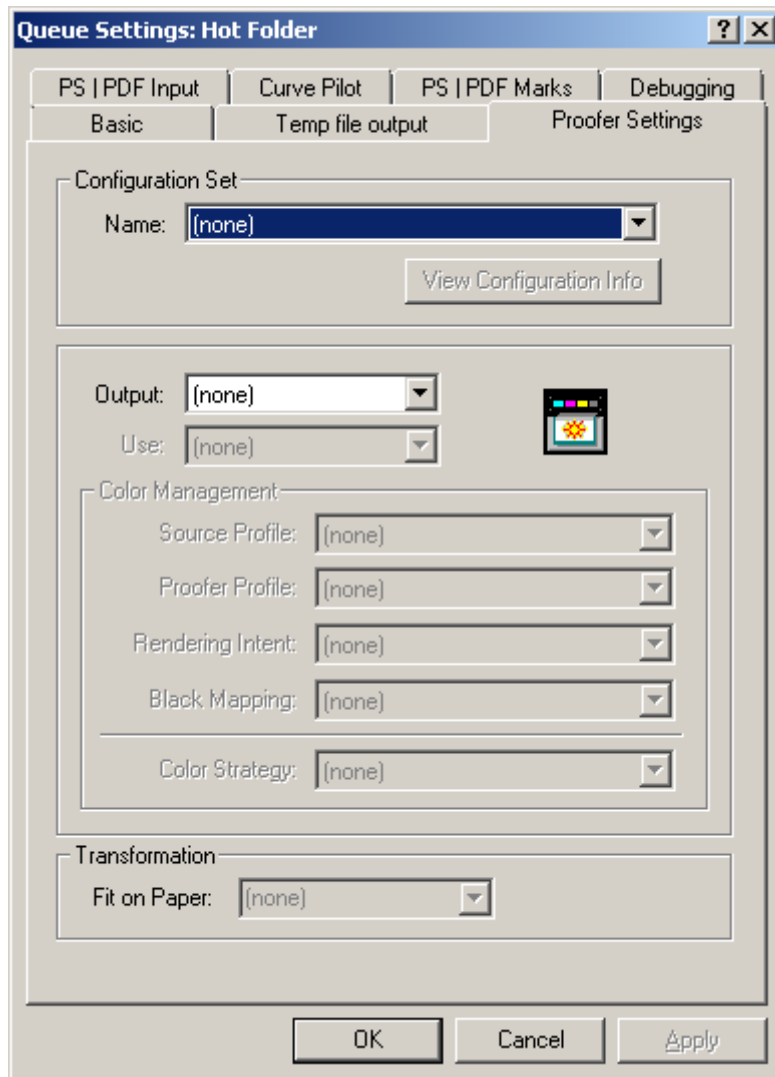 Queue Settings: Hot Folder
PS | PDF Input
Curve Pilot
PS | PDF Marks
Debugging
Basic
Temp file output
Proofer Settings
Configuration Set
Name:
(none)
View Configuration Info
Output:
(none)
Use:
(none)
Color Management
Source Profile:
(none)
Proofer Profile:
(none)
Rendering Intent:
(none)
Black Mapping:
(none)
Color Strategy:
(none)
Transformation
Fit on Paper:
(none)
OK
Cancel
Apply